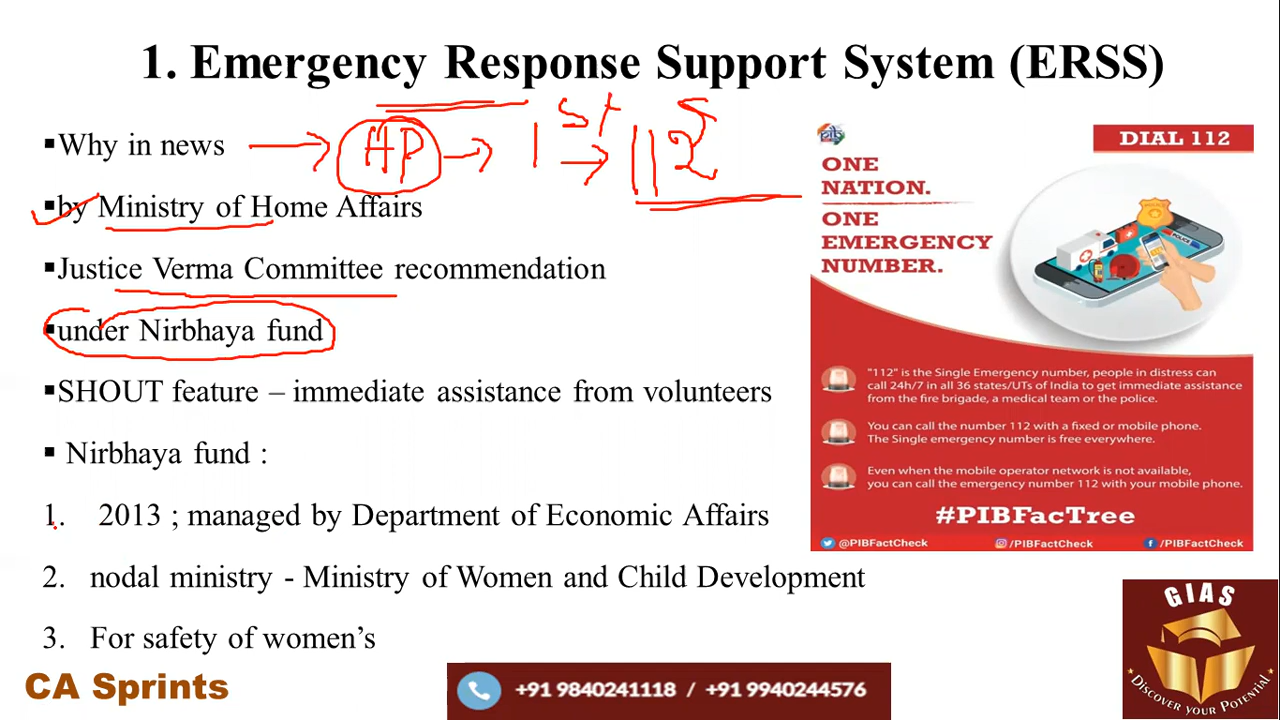 1. Emergency Response Support System (ERSS)
▪Why in news → HP → 1st → 112
▪by Ministry of Home Affairs
▪Justice Verma Committee recommendation
▪under Nirbhaya fund
▪SHOUT feature – immediate assistance from volunteers
▪ Nirbhaya fund :
1. 2013 ; managed by Department of Economic Affairs
2. nodal ministry - Ministry of Women and Child Development
3. For safety of women’s
CA Sprints
+91 9840241118 / +91 9940244576
DIAL 112
ONE
NATION.
ONE
EMERGENCY
NUMBER.
"112" is the Single Emergency number, people in distress can
call 24h/7 in all 36 states/UTs of India to get immediate assistance
from the fire brigade, a medical team or the police.
You can call the number 112 with a fixed or mobile phone.
The Single emergency number is free everywhere.
Even when the mobile operator network is not available,
you can call the emergency number 112 with your mobile phone.
#PIBFacTree
@PIBFactCheck /PIBFactCheck /PIBFactCheck
GIAS
DISCOVER YOUR POTENTIAL